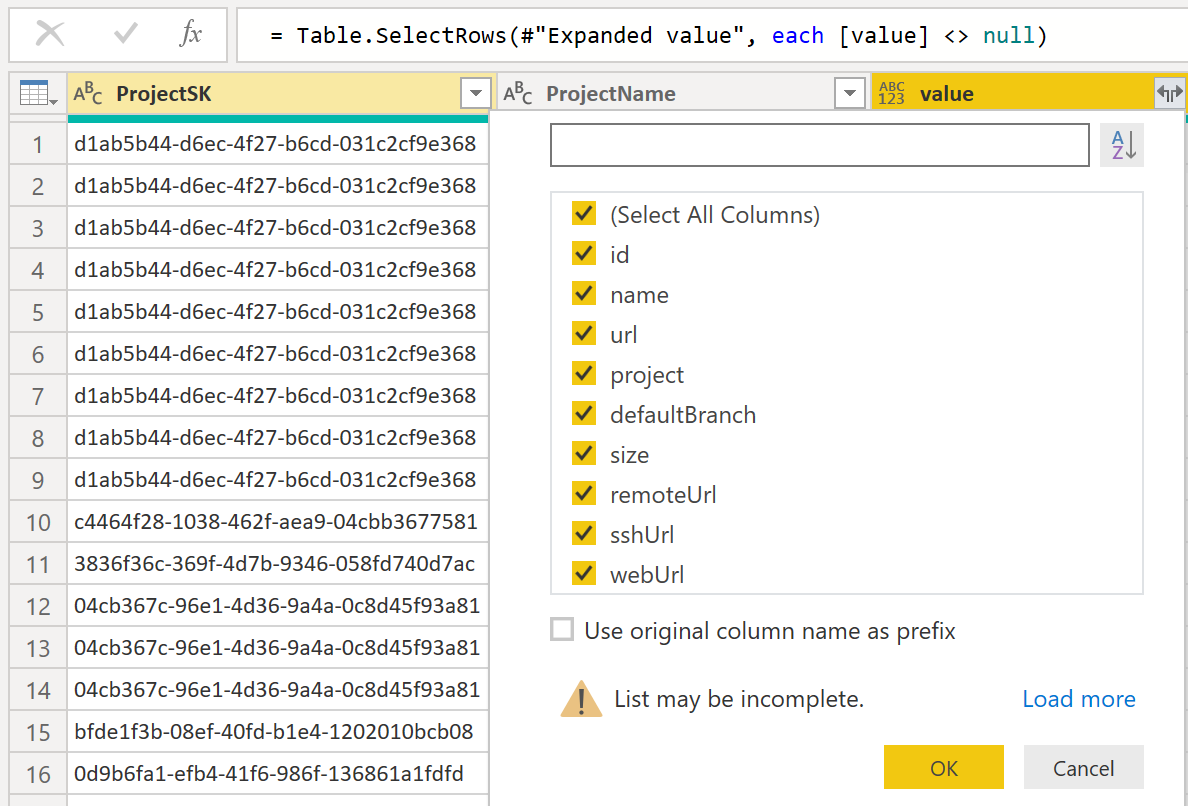 fx = Table.SelectRows(#"Expanded value", each [value] <> null)
ABC ProjectSK ABC ProjectName ABC 123 value
1 d1ab5b44-d6ec-4f27-b6cd-031c2cf9e368
2 d1ab5b44-d6ec-4f27-b6cd-031c2cf9e368
3 d1ab5b44-d6ec-4f27-b6cd-031c2cf9e368
4 d1ab5b44-d6ec-4f27-b6cd-031c2cf9e368
5 d1ab5b44-d6ec-4f27-b6cd-031c2cf9e368
6 d1ab5b44-d6ec-4f27-b6cd-031c2cf9e368
7 d1ab5b44-d6ec-4f27-b6cd-031c2cf9e368
8 d1ab5b44-d6ec-4f27-b6cd-031c2cf9e368
9 d1ab5b44-d6ec-4f27-b6cd-031c2cf9e368
10 c4464f28-1038-462f-aea9-04cbb3677581
11 3836f36c-369f-4d7b-9346-058fd740d7ac
12 04cb367c-96e1-4d36-9a4a-0c8d45f93a81
13 04cb367c-96e1-4d36-9a4a-0c8d45f93a81
14 04cb367c-96e1-4d36-9a4a-0c8d45f93a81
15 bfde1f3b-08ef-40fd-b1e4-1202010bcb08
16 0d9b6fa1-efb4-41f6-986f-136861a1fdfd
AZ
(Select All Columns)
id
name
url
project
defaultBranch
size
remoteUrl
sshUrl
webUrl
Use original column name as prefix
List may be incomplete. Load more
OK Cancel